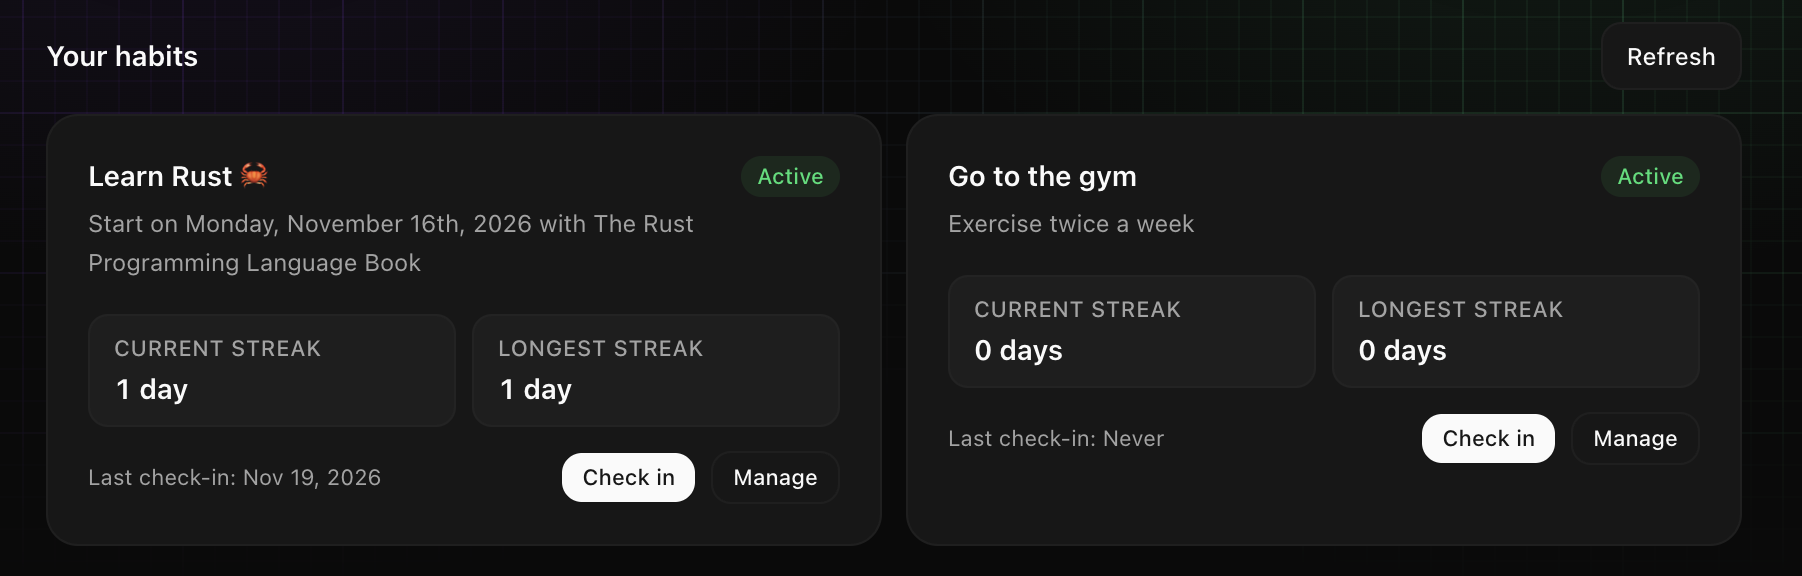 Your habits
Refresh
Learn Rust 🦀
Active
Start on Monday, November 16th, 2026 with The Rust
Programming Language Book
CURRENT STREAK
1 day
LONGEST STREAK
1 day
Last check-in: Nov 19, 2026
Check in
Manage
Go to the gym
Active
Exercise twice a week
CURRENT STREAK
0 days
LONGEST STREAK
0 days
Last check-in: Never
Check in
Manage